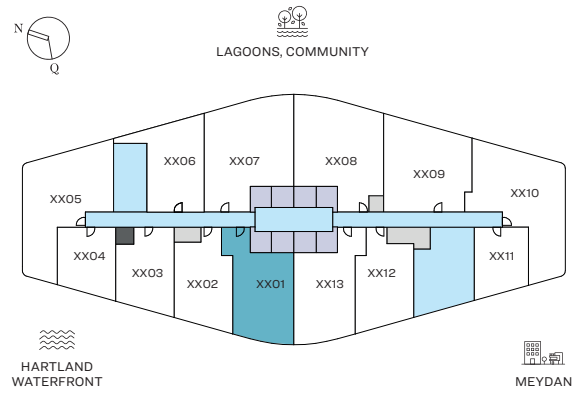 N
Q
LAGOONS, COMMUNITY
XX06
XX07
XX08
XX09
XX05
XX10
XX04
XX03
XX02
XX01
XX13
XX12
XX11
HARTLAND
WATERFRONT
MEYDAN